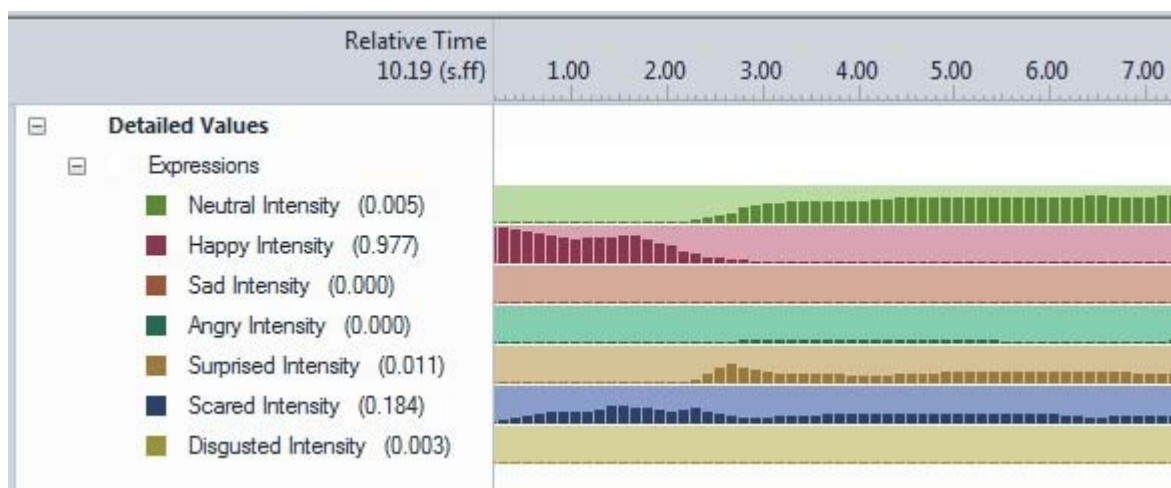 Relative Time
10.19 (s.ff) 1.00 2.00 3.00 4.00 5.00 6.00 7.00
Detailed Values
Expressions
Neutral Intensity (0.005)
Happy Intensity (0.977)
Sad Intensity (0.000)
Angry Intensity (0.000)
Surprised Intensity (0.011)
Scared Intensity (0.184)
Disgusted Intensity (0.003)